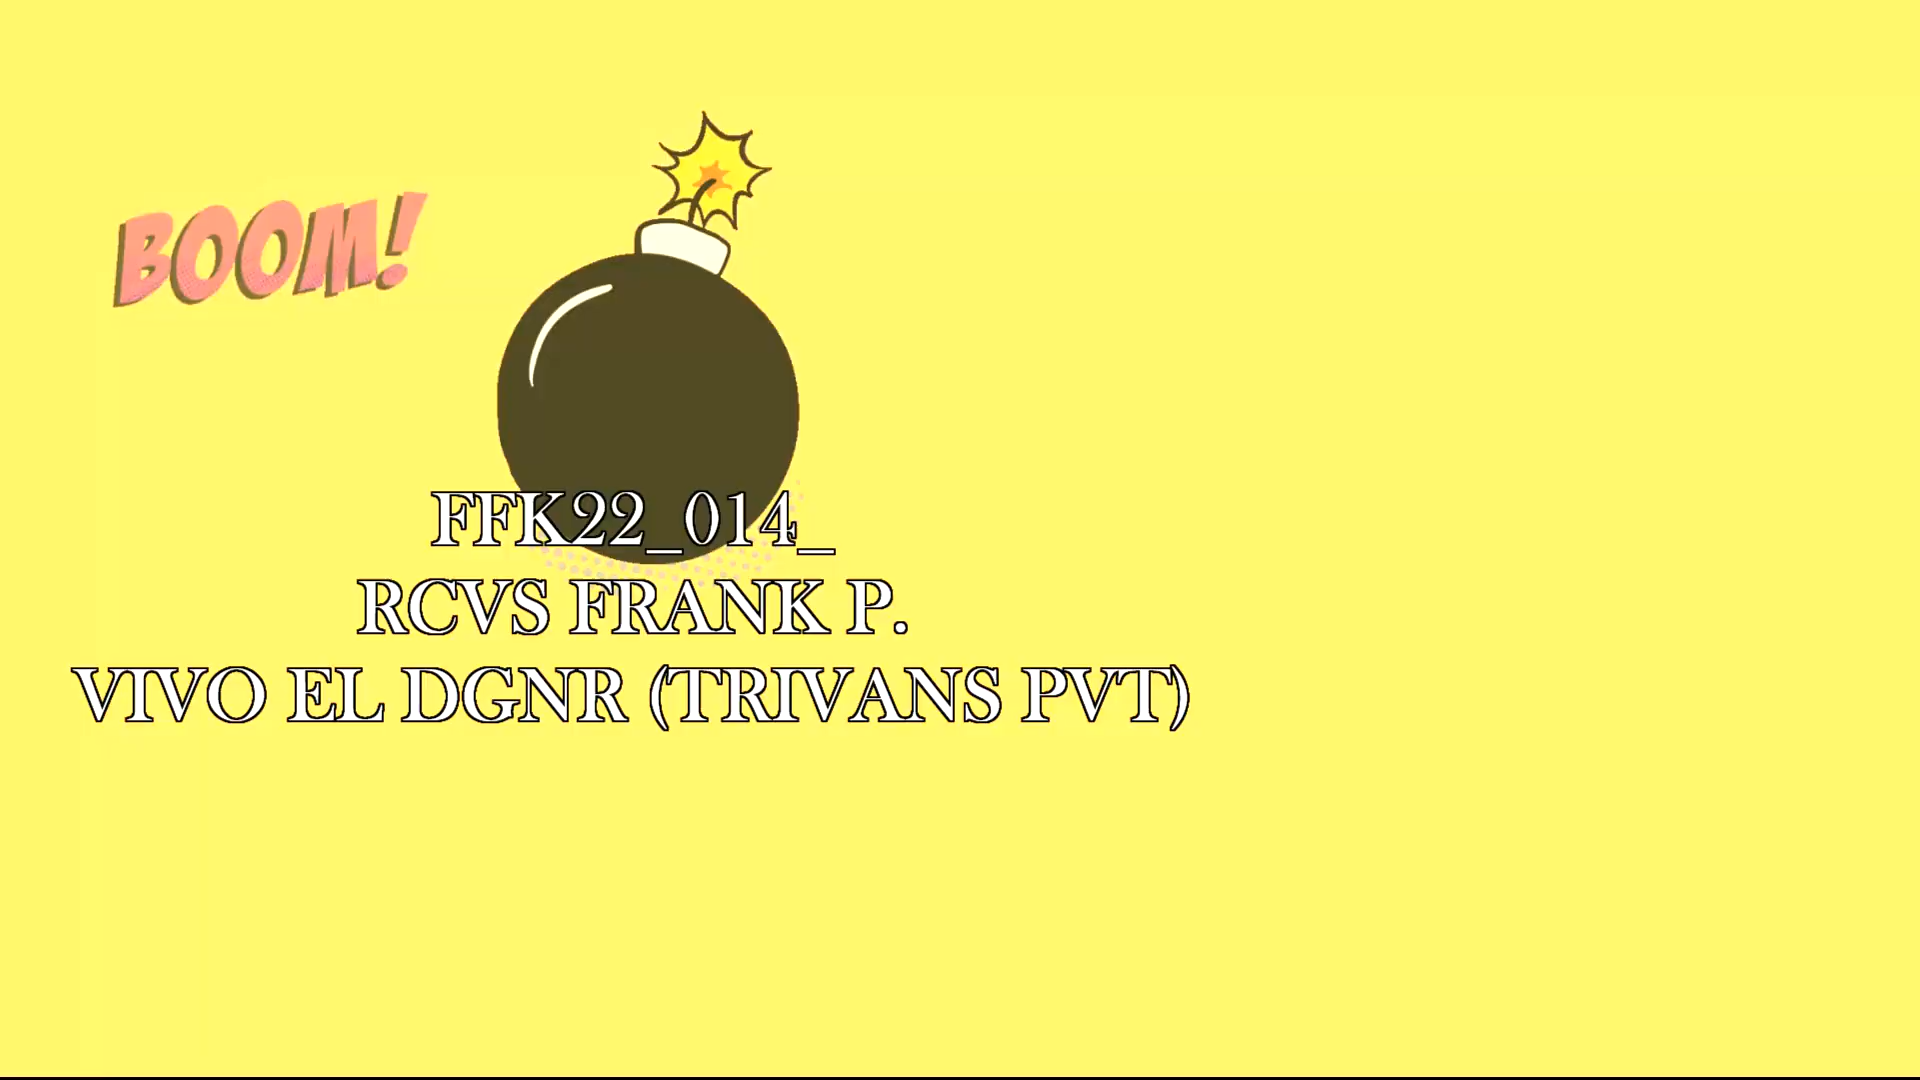 BOOM!
FFK22_014_
RCVS FRANK P.
VIVO EL DGNR (TRIVANS PVT)